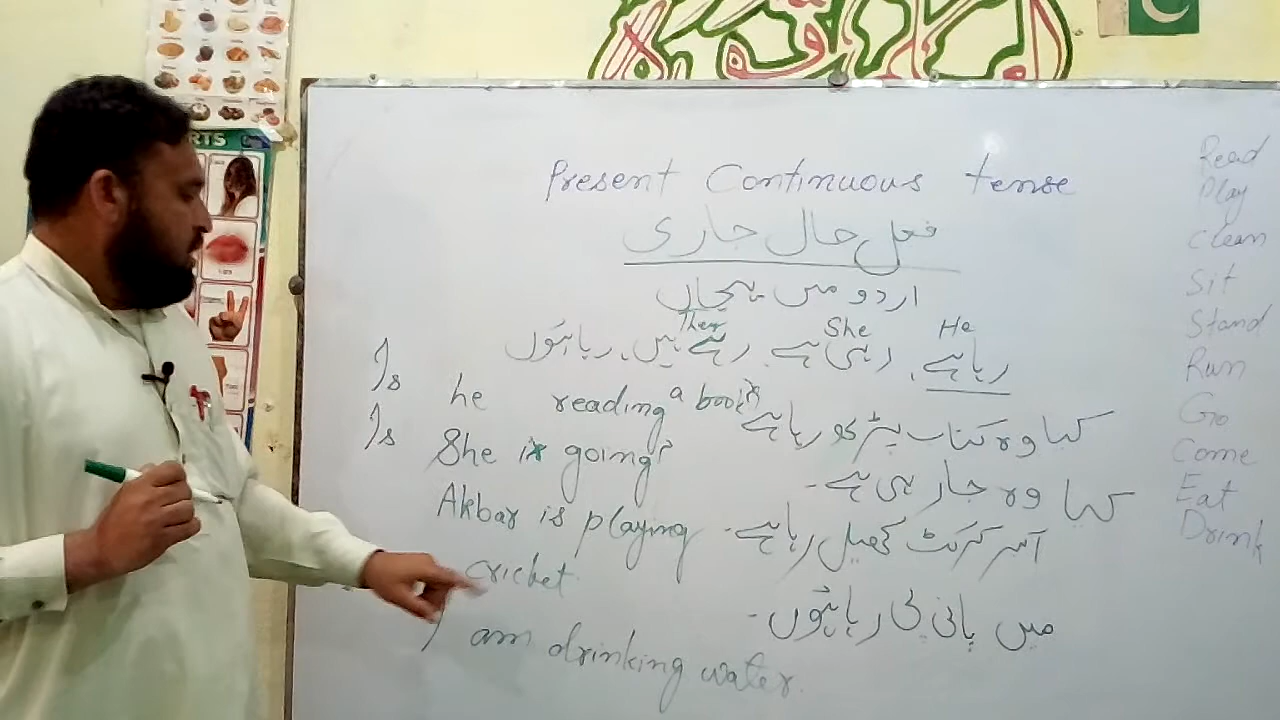 Present Continuous tense
فعل حال جاری
اردو میں پہچان
He She They
رہا ہے، رہی ہے، رہے ہیں، رہا ہوں
Is he reading a book کیا وہ کتاب پڑھ رہا ہے
Is She is going? کیا وہ جا رہی ہے۔
Akbar is playing کرکٹ کھیل رہا ہے۔
cricket
I am drinking water. میں پانی پی رہا ہوں۔
Read
Play
Clean
Sit
Stand
Run
Go
Come
Eat
Drink
RTS